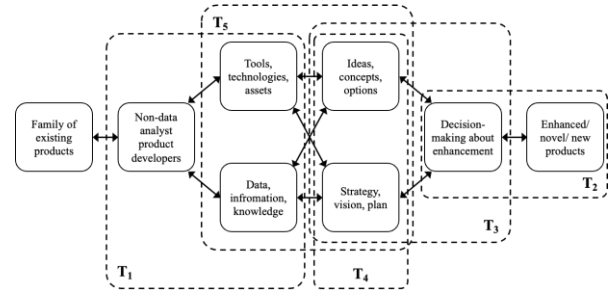 T5
Tools,
technologies,
assets
Ideas,
concepts,
options
Family of
existing
products
Non-data
analyst
product
developers
Decision-
making about
enhancement
Enhanced/
novel/ new
products
Data,
infromation,
knowledge
Strategy,
vision, plan
T2
T3
T1
T4